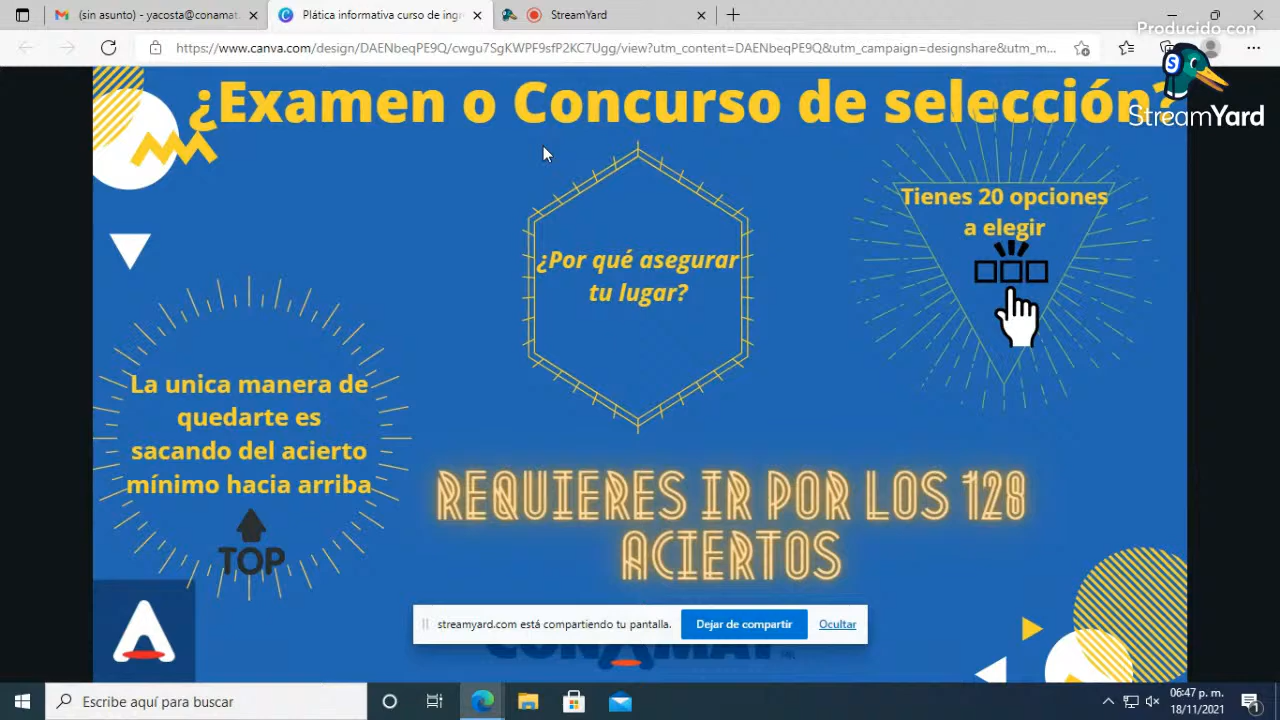 (sin asunto) - yacosta@conamat
Plática informativa curso de ingr
StreamYard
https://www.canva.com/design/DAENbeqPE9Q/cwgu7SgKWPF9sfP2KC7Ugg/view?utm_content=DAENbeqPE9Q&utm_campaign=designshare&utm_m...
Producido con
StreamYard
¿Examen o Concurso de selección?
Tienes 20 opciones
a elegir
¿Por qué asegurar
tu lugar?
La unica manera de
quedarte es
sacando del acierto
mínimo hacia arriba
TOP
REQUIERES IR POR LOS 128
ACIERTOS
streamyard.com está compartiendo tu pantalla.
Dejar de compartir
Ocultar
CONAMAT
Escribe aquí para buscar
06:47 p. m.
18/11/2021
1